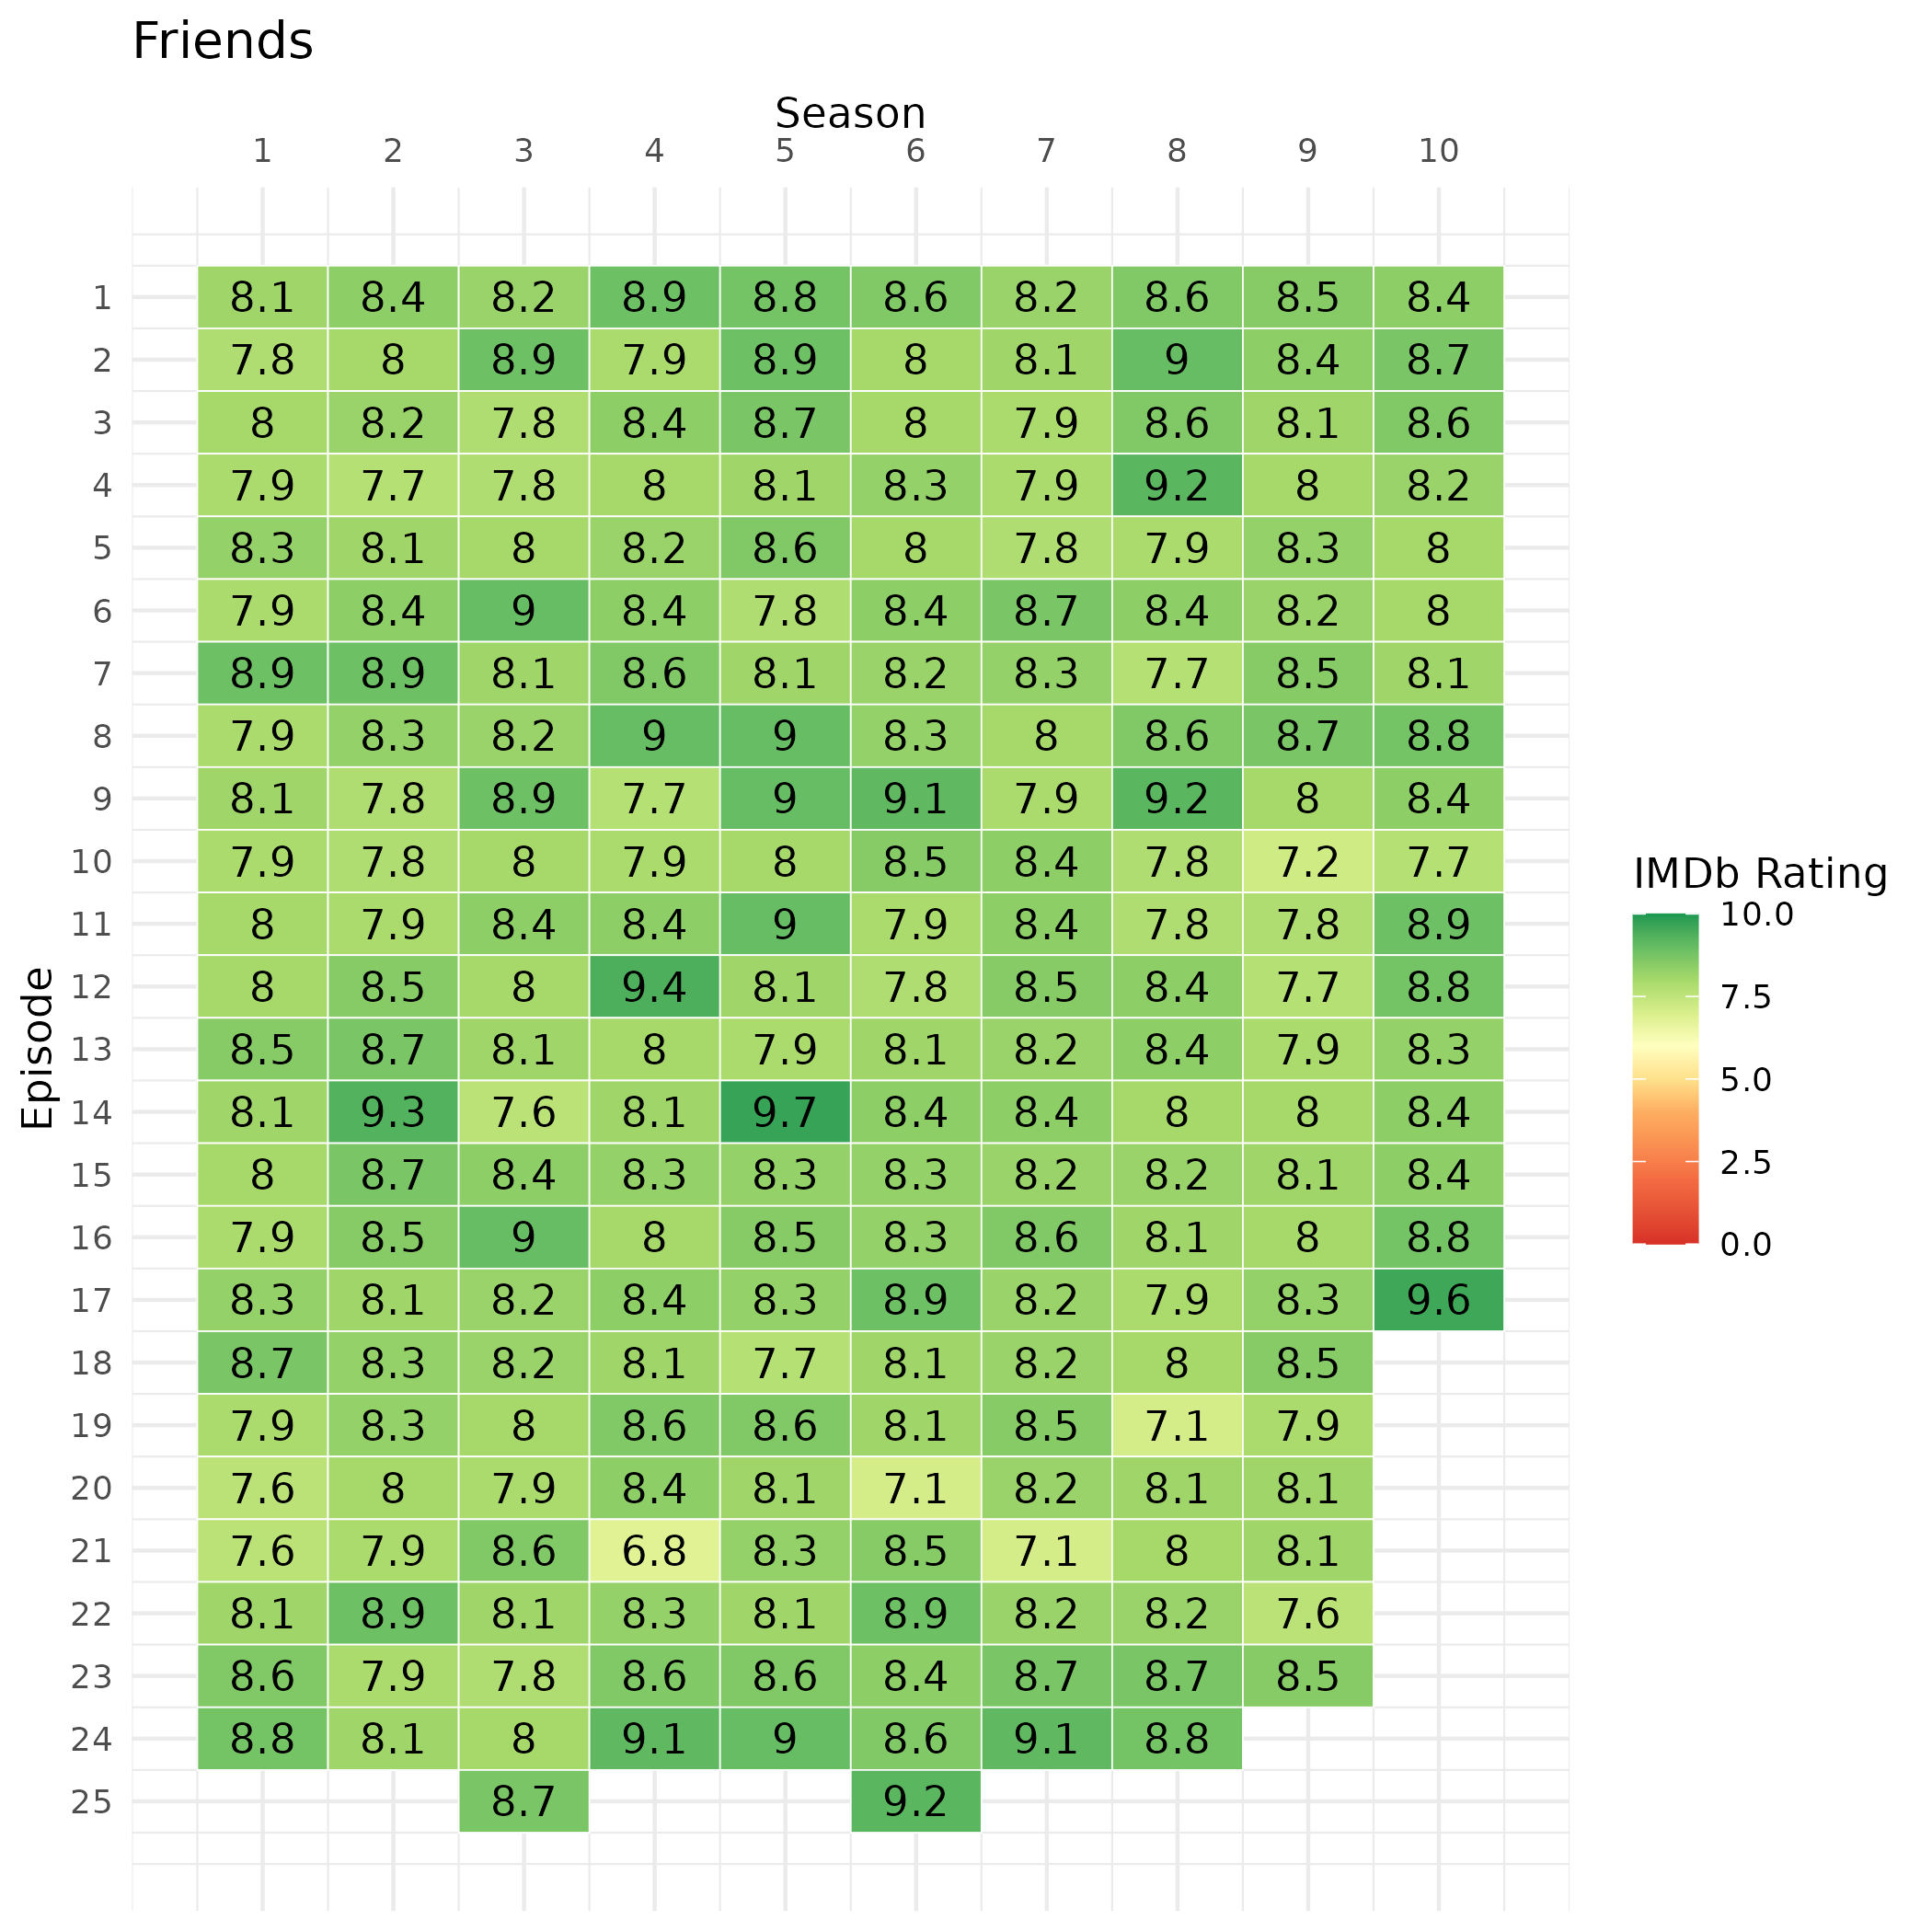 Friends
Season
1 2 3 4 5 6 7 8 9 10
1 8.1 8.4 8.2 8.9 8.8 8.6 8.2 8.6 8.5 8.4
2 7.8 8 8.9 7.9 8.9 8 8.1 9 8.4 8.7
3 8 8.2 7.8 8.4 8.7 8 7.9 8.6 8.1 8.6
4 7.9 7.7 7.8 8 8.1 8.3 7.9 9.2 8 8.2
5 8.3 8.1 8 8.2 8.6 8 7.8 7.9 8.3 8
6 7.9 8.4 9 8.4 7.8 8.4 8.7 8.4 8.2 8
7 8.9 8.9 8.1 8.6 8.1 8.2 8.3 7.7 8.5 8.1
8 7.9 8.3 8.2 9 9 8.3 8 8.6 8.7 8.8
9 8.1 7.8 8.9 7.7 9 9.1 7.9 9.2 8 8.4
10 7.9 7.8 8 7.9 8 8.5 8.4 7.8 7.2 7.7
11 8 7.9 8.4 8.4 9 7.9 8.4 7.8 7.8 8.9
12 8 8.5 8 9.4 8.1 7.8 8.5 8.4 7.7 8.8
13 8.5 8.7 8.1 8 7.9 8.1 8.2 8.4 7.9 8.3
14 8.1 9.3 7.6 8.1 9.7 8.4 8.4 8 8 8.4
15 8 8.7 8.4 8.3 8.3 8.3 8.2 8.2 8.1 8.4
16 7.9 8.5 9 8 8.5 8.3 8.6 8.1 8 8.8
17 8.3 8.1 8.2 8.4 8.3 8.9 8.2 7.9 8.3 9.6
18 8.7 8.3 8.2 8.1 7.7 8.1 8.2 8 8.5
19 7.9 8.3 8 8.6 8.6 8.1 8.5 7.1 7.9
20 7.6 8 7.9 8.4 8.1 7.1 8.2 8.1 8.1
21 7.6 7.9 8.6 6.8 8.3 8.5 7.1 8 8.1
22 8.1 8.9 8.1 8.3 8.1 8.9 8.2 8.2 7.6
23 8.6 7.9 7.8 8.6 8.6 8.4 8.7 8.7 8.5
24 8.8 8.1 8 9.1 9 8.6 9.1 8.8
25 8.7 9.2
Episode
IMDb Rating
10.0
7.5
5.0
2.5
0.0